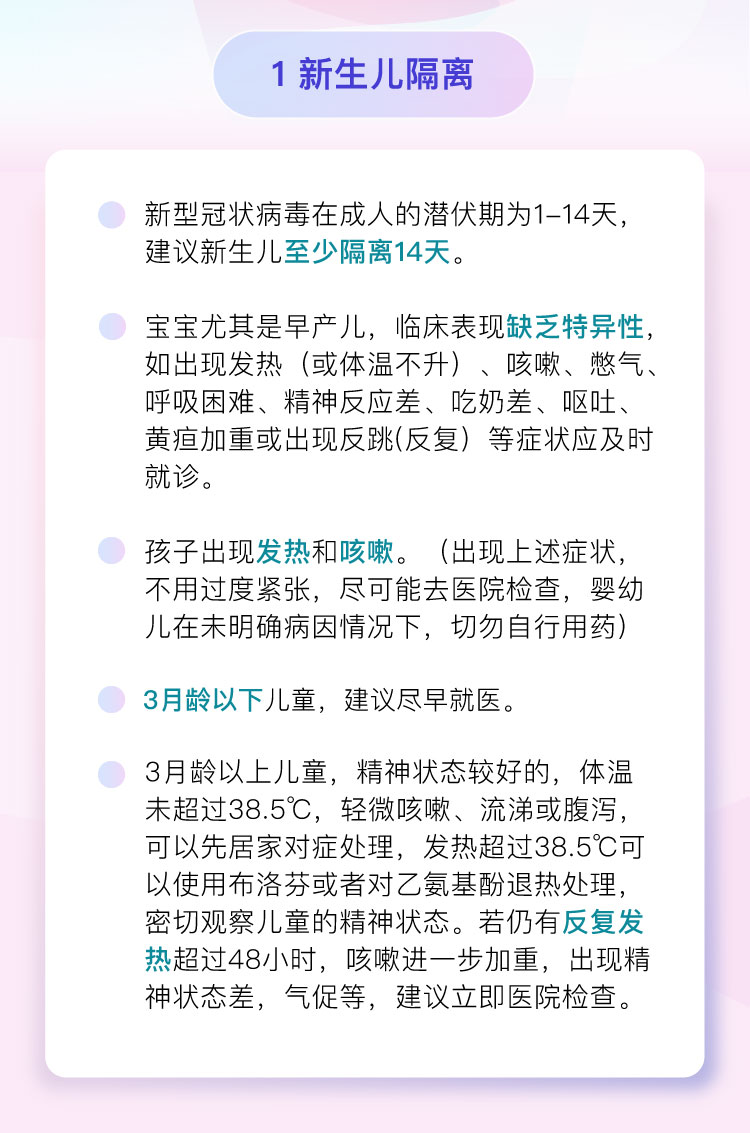 1 新生儿隔离
新型冠状病毒在成人的潜伏期为1-14天，
建议新生儿至少隔离14天。
宝宝尤其是早产儿，临床表现缺乏特异性，
如出现发热（或体温不升）、咳嗽、憋气、
呼吸困难、精神反应差、吃奶差、呕吐、
黄疸加重或出现反跳(反复）等症状应及时
就诊。
孩子出现发热和咳嗽。（出现上述症状，
不用过度紧张，尽可能去医院检查，婴幼
儿在未明确病因情况下，切勿自行用药）
3月龄以下儿童，建议尽早就医。
3月龄以上儿童，精神状态较好的，体温
未超过38.5℃，轻微咳嗽、流涕或腹泻，
可以先居家对症处理，发热超过38.5℃可
以使用布洛芬或者对乙氨基酚退热处理，
密切观察儿童的精神状态。若仍有反复发
热超过48小时，咳嗽进一步加重，出现精
神状态差，气促等，建议立即医院检查。